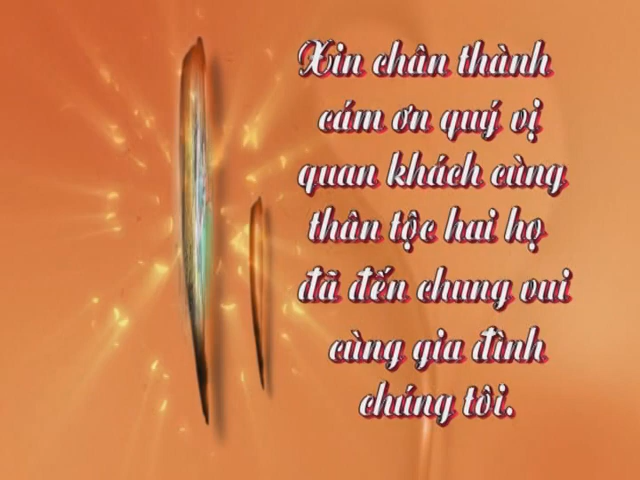 Xin chân thành
cám ơn quý vị
quan khách cùng
thân tộc hai họ
đã đến chung vui
cùng gia đình
chúng tôi.